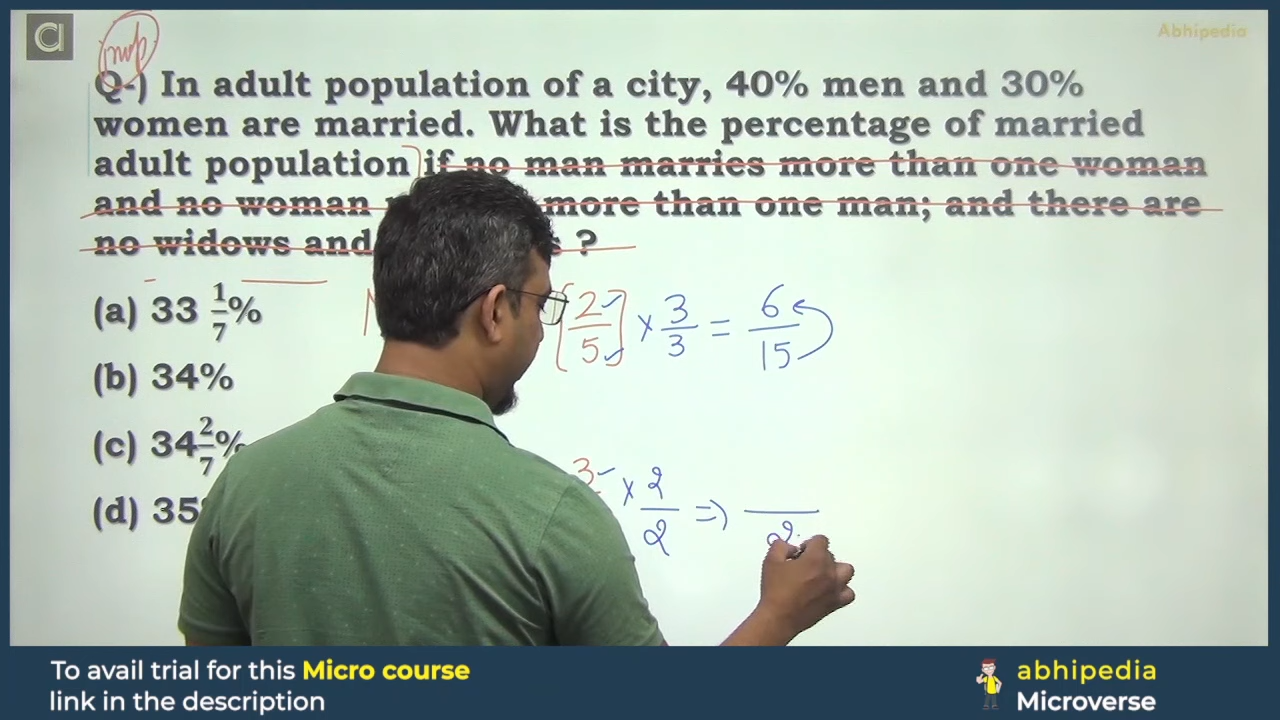 Abhipedia
Imp
Q-) In adult population of a city, 40% men and 30%
women are married. What is the percentage of married
adult population if no man marries more than one woman
and no woman more than one man; and there are
no widows and ?
(a) 33 1/7%
(b) 34%
(c) 34 2/7%
(d) 35
2/5 × 3/3 = 6/15
3 × 2/2 ⇒ 2
To avail trial for this Micro course
link in the description
abhipedia
Microverse